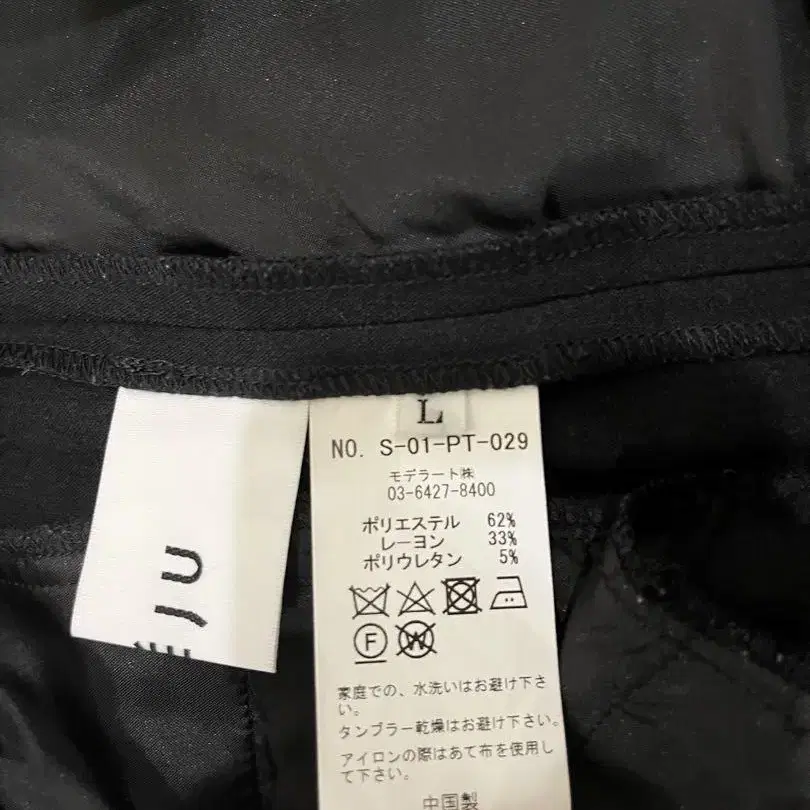 L
NO. S-01-PT-029
モデラート㈱
03-6427-8400
ポリエステル 62%
レーヨン 33%
ポリウレタン 5%
F
W
家庭での、水洗いはお避け下さ
い。
タンブラー乾燥はお避け下さい。
アイロンの際はあて布を使用し
て下さい。
中国製